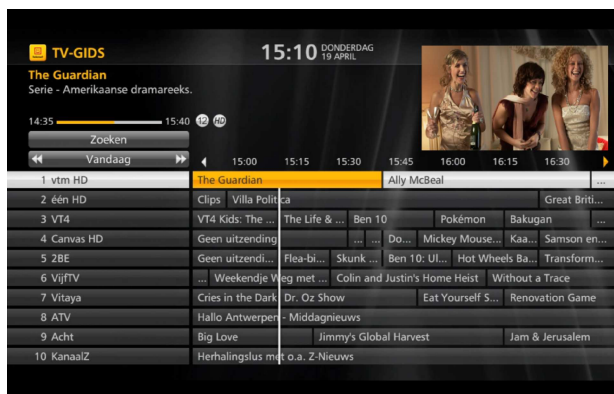 TV-GIDS
15:10 DONDERDAG
19 APRIL
The Guardian
Serie - Amerikaanse dramareeks.
14:35 15:40 12 HD
Zoeken
Vandaag 15:00 15:15 15:30 15:45 16:00 16:15 16:30
1 vtm HD The Guardian Ally McBeal ...
2 één HD Clips Villa Politica Great Briti...
3 VT4 VT4 Kids: The ... The Life & ... Ben 10 Pokémon Bakugan ...
4 Canvas HD Geen uitzending ... ... Do... Mickey Mouse... Kaa... Samson en...
5 2BE Geen uitzendi... Flea-bi... Skunk ... Ben 10: Ul... Hot Wheels Ba... Transform...
6 VijfTV ... Weekendje Weg met ... Colin and Justin's Home Heist Without a Trace
7 Vitaya Cries in the Dark Dr. Oz Show Eat Yourself S... Renovation Game
8 ATV Hallo Antwerpen - Middagnieuws
9 Acht Big Love Jimmy's Global Harvest Jam & Jerusalem
10 KanaalZ Herhalingslus met o.a. Z-Nieuws